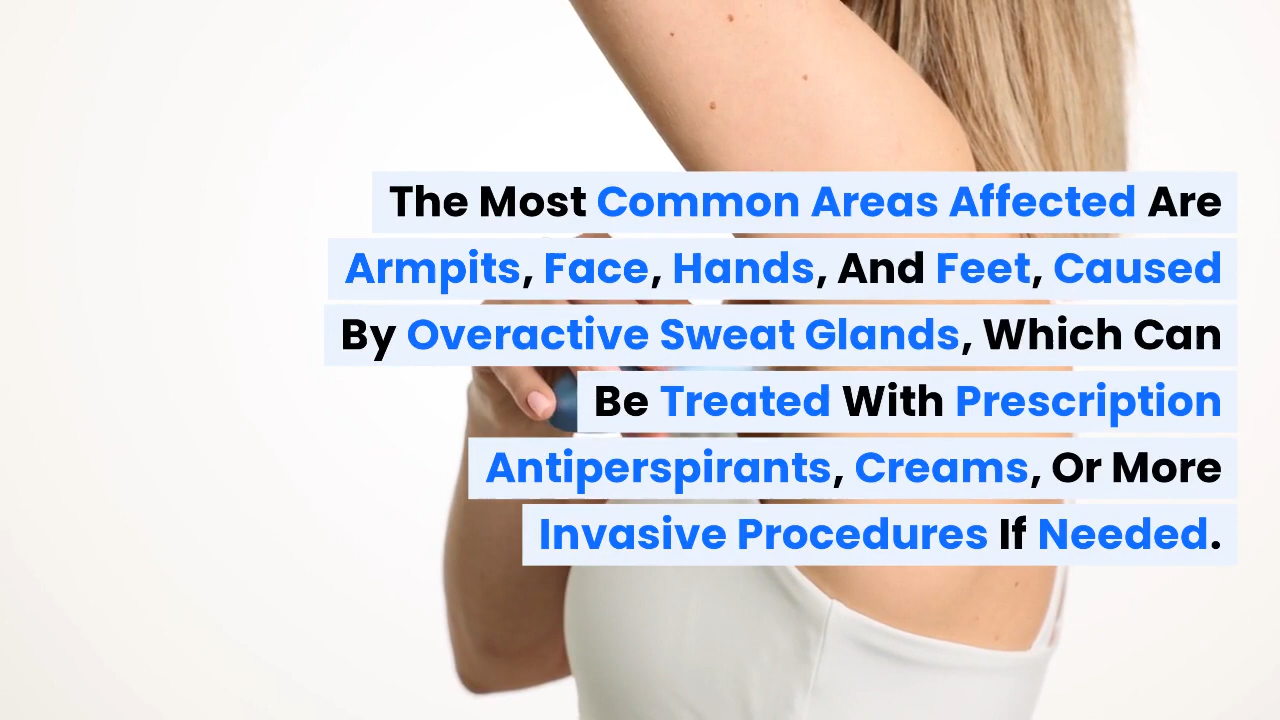 The Most Common Areas Affected Are
Armpits, Face, Hands, And Feet, Caused
By Overactive Sweat Glands, Which Can
Be Treated With Prescription
Antiperspirants, Creams, Or More
Invasive Procedures If Needed.